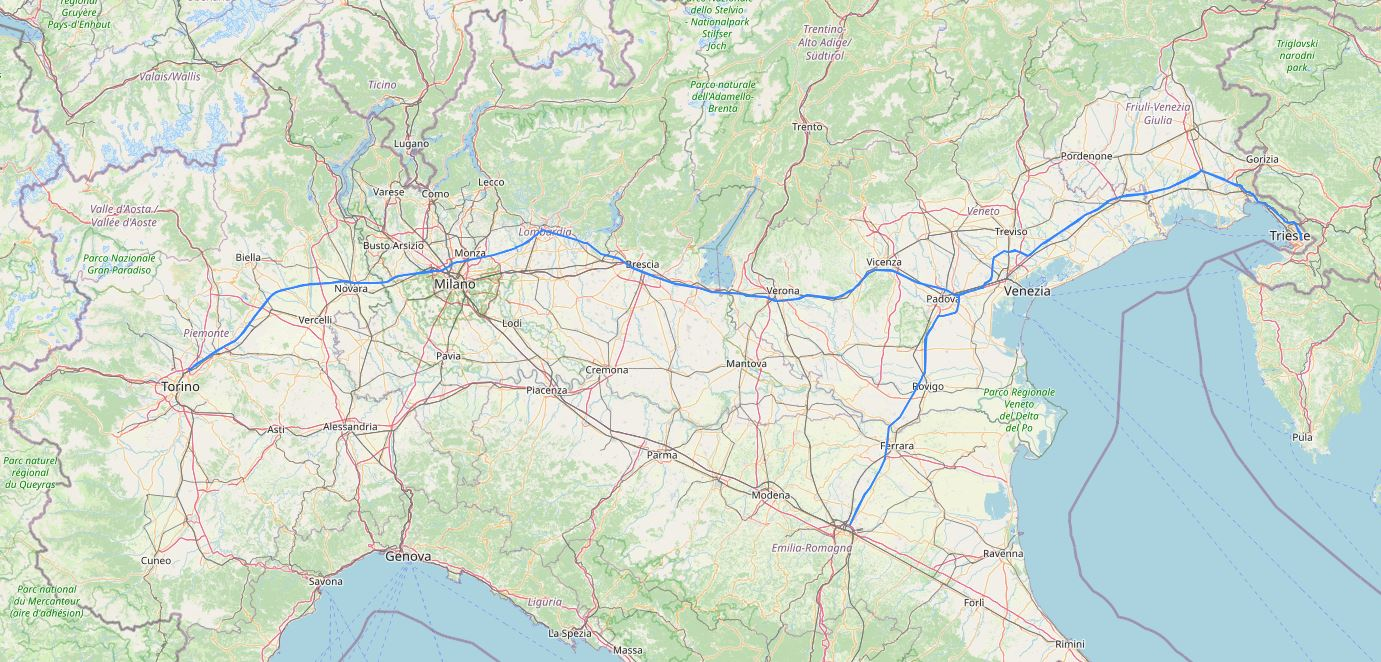 régional
Gruyère
Pays-d'Enhaut
dello Stelvio
- Nationalpark
Stilfser
Joch
Trentino-
Alto Adige/
Südtirol
Triglavski
narodni
park
Valais/Wallis
Ticino
Parco naturale
dell'Adamello-
Brenta
Friuli-Venezia
Giulia
Trento
Lugano
Pordenone
Gorizia
Lecco
Varese
Como
Valle d'Aosta /
Vallée d'Aoste
Veneto
Treviso
Lombardia
Trieste
Busto Arsizio
Monza
Biella
Parco Nazionale
Gran Paradiso
Brescia
Vicenza
Milano
Novara
Verona
Padova
Venezia
Vercelli
Lodi
Piemonte
Pavia
Mantova
Cremona
Torino
Piacenza
Rovigo
Parco Regionale
Veneto
del Delta
del Po
Asti
Alessandria
Pula
Ferrara
Parma
Parc naturel
régional
du Queyras
Modena
Emilia-Romagna
Cuneo
Genova
Ravenna
Savona
Parc national
du Mercantour
(aire d'adhésion)
Liguria
Forlì
La Spezia
Massa
Rimini